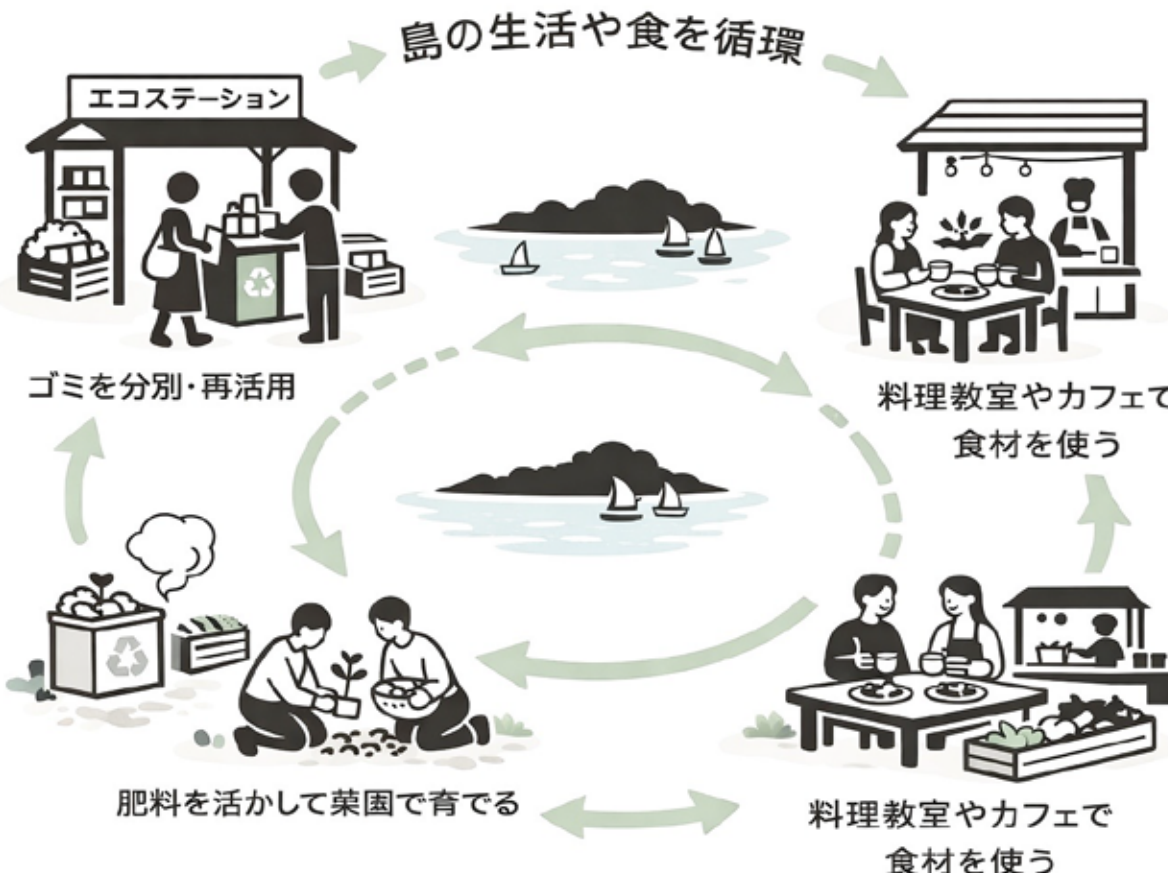 島の生活や食を循環
エコステーション
ゴミを分別・再活用
料理教室やカフェで
食材を使う
肥料を活かして菜園で育でる
料理教室やカフェで
食材を使う